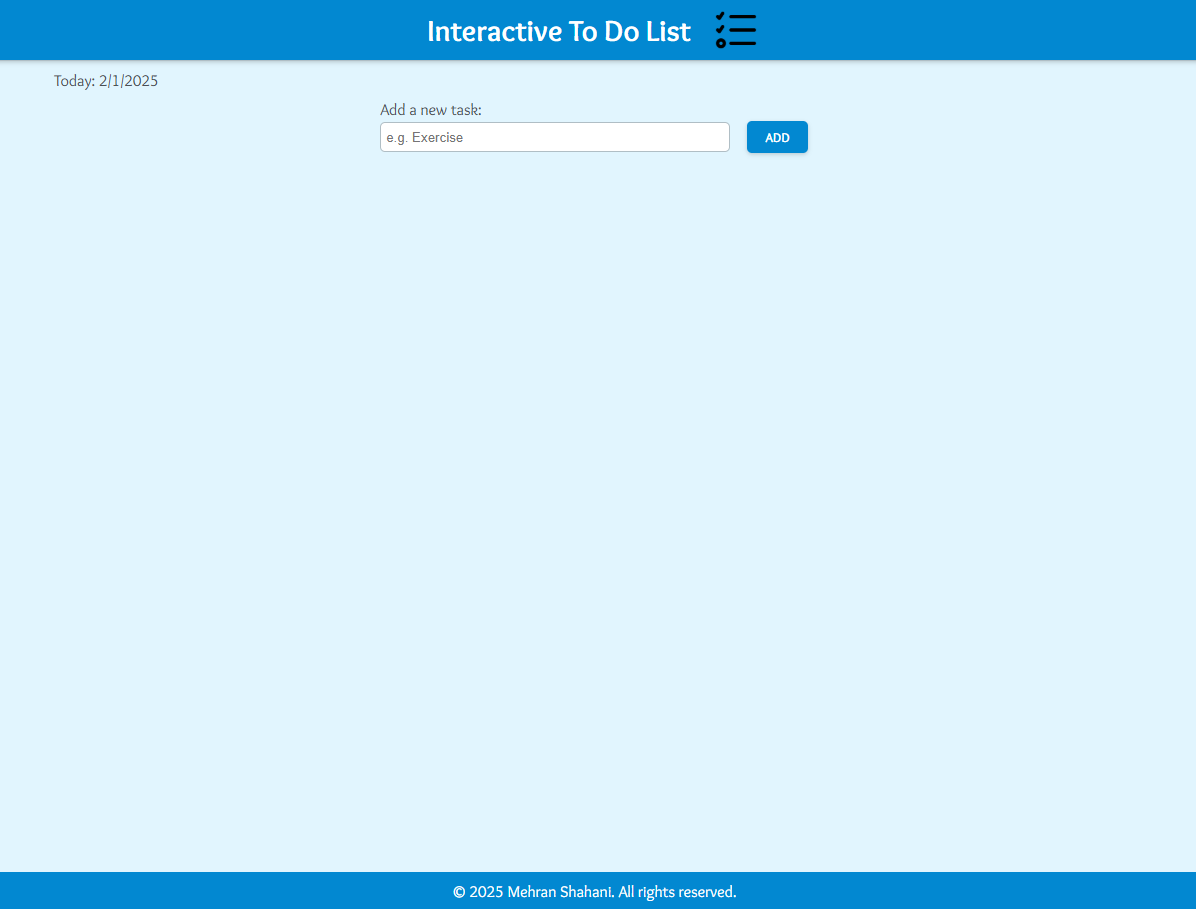 Interactive To Do List
Today: 2/1/2025
Add a new task:
e.g. Exercise
ADD
© 2025 Mehran Shahani. All rights reserved.